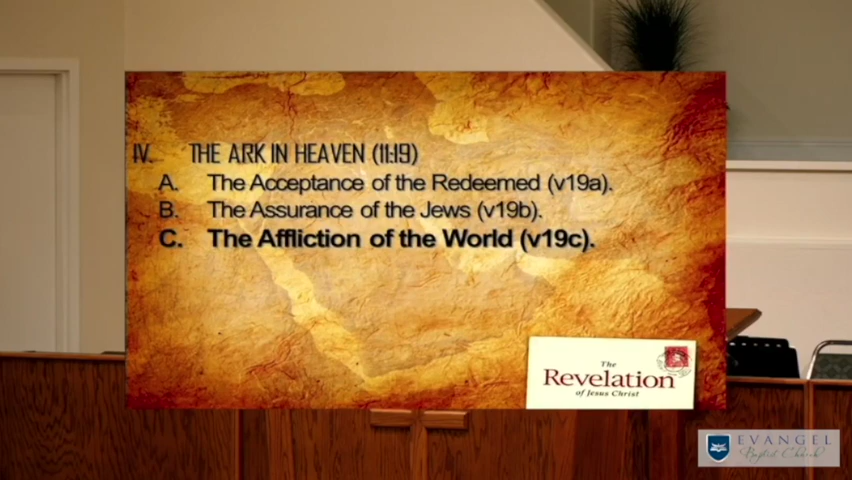 IV. THE ARK IN HEAVEN (11:19)
A. The Acceptance of the Redeemed (v19a).
B. The Assurance of the Jews (v19b).
C. The Affliction of the World (v19c).
The
Revelation
of Jesus Christ
EVANGEL
Baptist Church